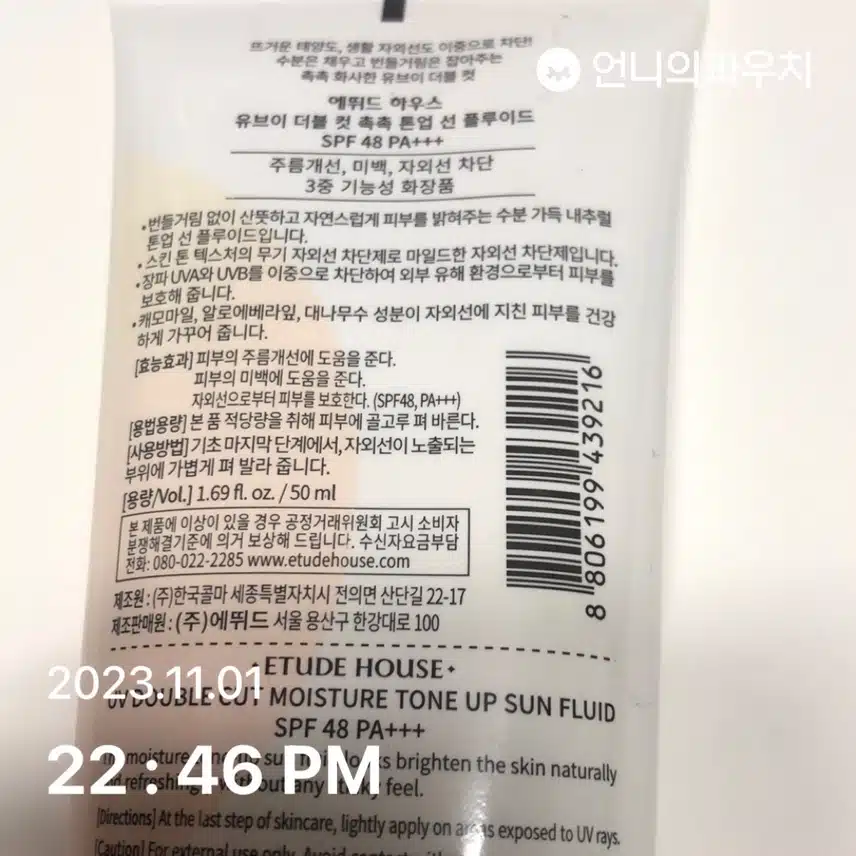 뜨거운 태양도, 생활 자외선도 이중으로 차단!
수분은 채우고 번들거림은 잡아주는
촉촉 화사한 유브이 더블 컷
언니의파우치
에뛰드 하우스
유브이 더블 컷 촉촉 톤업 선 플루이드
SPF 48 PA+++
주름개선, 미백, 자외선 차단
3중 기능성 화장품
•번들거림 없이 산뜻하고 자연스럽게 피부를 밝혀주는 수분 가득 내추럴
톤업 선 플루이드입니다.
•스킨 톤 텍스처의 무기 자외선 차단제로 마일드한 자외선 차단제입니다.
•장파 UVA와 UVB를 이중으로 차단하여 외부 유해 환경으로부터 피부를
보호해 줍니다.
•캐모마일, 알로에베라잎, 대나무수 성분이 자외선에 지친 피부를 건강
하게 가꾸어 줍니다.
[효능효과] 피부의 주름개선에 도움을 준다.
피부의 미백에 도움을 준다.
자외선으로부터 피부를 보호한다. (SPF48, PA+++)
[용법용량] 본 품 적당량을 취해 피부에 골고루 펴 바른다.
[사용방법] 기초 마지막 단계에서, 자외선이 노출되는
부위에 가볍게 펴 발라 줍니다.
[용량/Vol.] 1.69 fl. oz. / 50 ml
본 제품에 이상이 있을 경우 공정거래위원회 고시 소비자
분쟁해결기준에 의거 보상해 드립니다. 수신자요금부담
전화: 080-022-2285 www.etudehouse.com
8 806199 439216
제조원 : (주)한국콜마 세종특별자치시 전의면 산단길 22-17
제조판매원 : (주)에뛰드 서울 용산구 한강대로 100
•ETUDE HOUSE•
2023.11.01
UV DOUBLE CUT MOISTURE TONE UP SUN FLUID
SPF 48 PA+++
22:46 PM
moisture sun brighten the skin naturally
refreshing without any feel.
[Directions] At the last step of skincare, lightly apply on areas exposed to UV rays.
[Caution] For external use only. Avoid contact